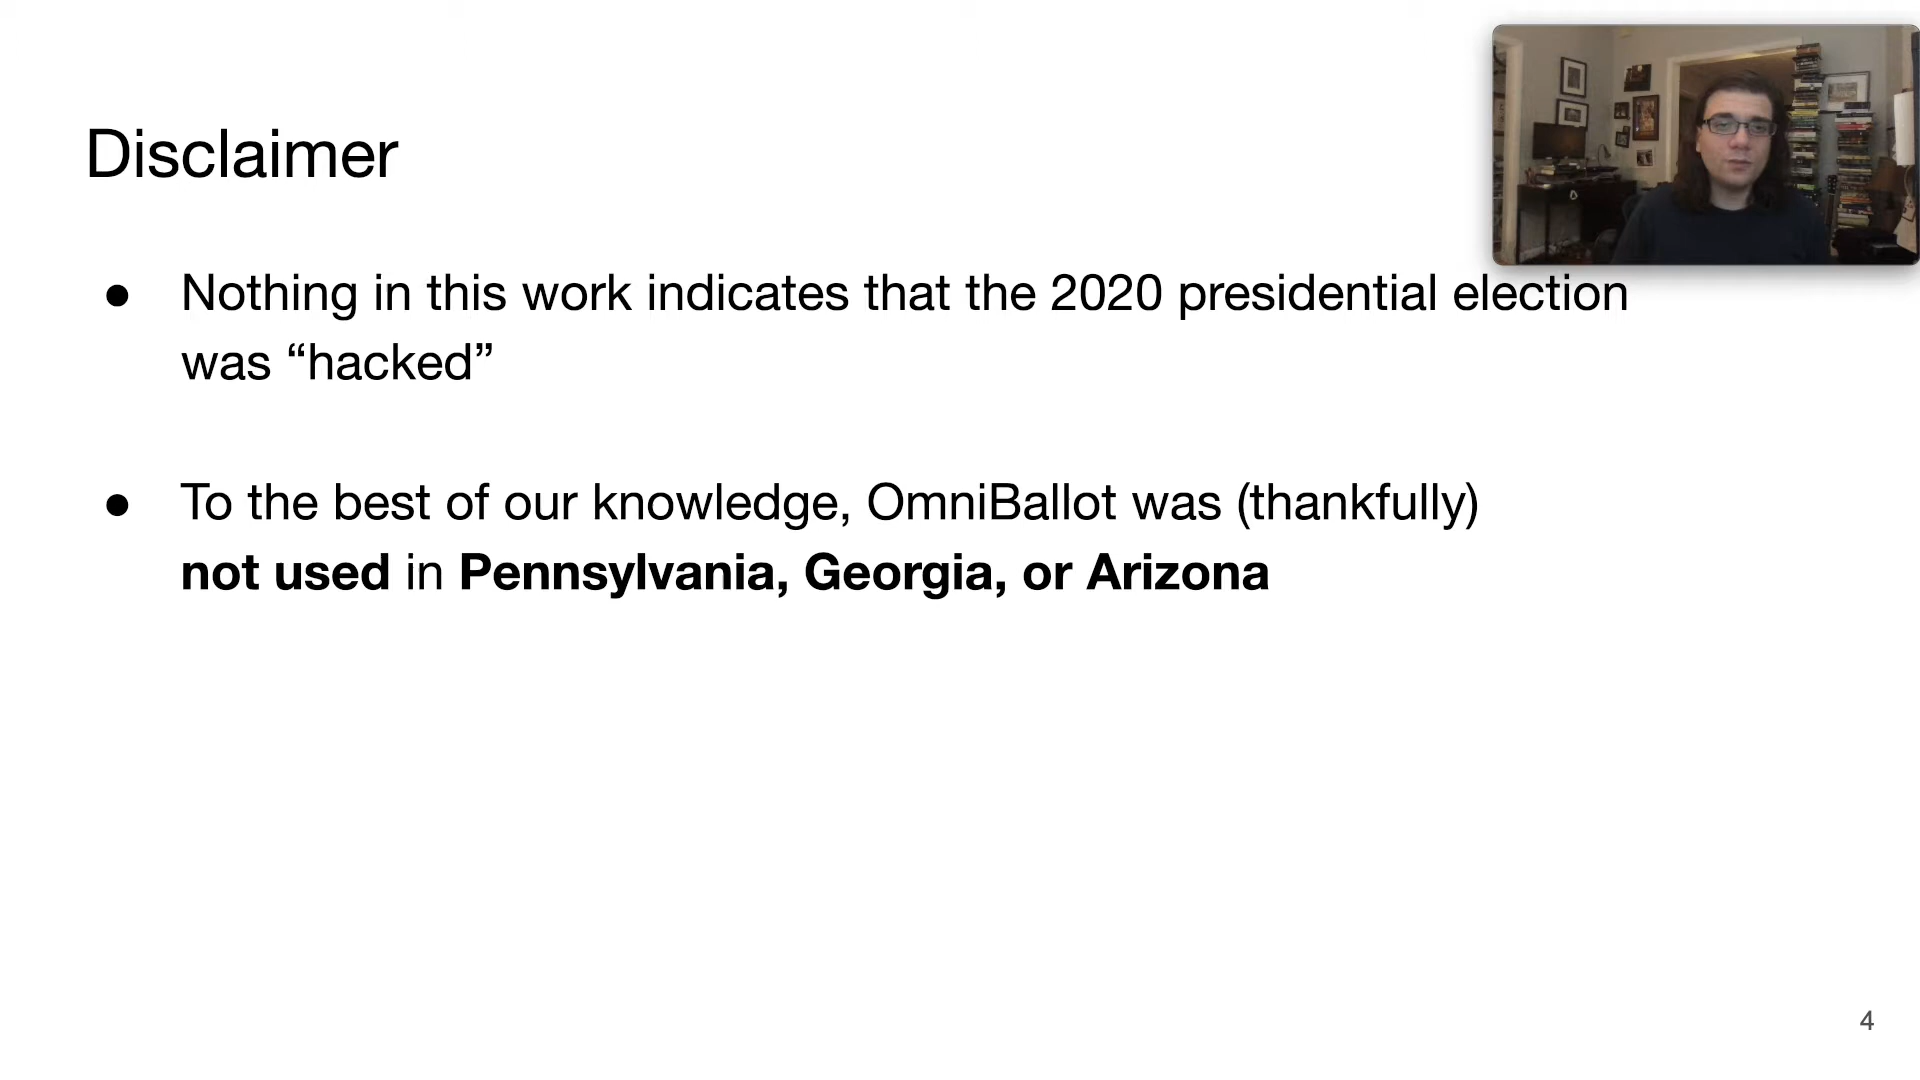 Disclaimer
● Nothing in this work indicates that the 2020 presidential election
was “hacked”
● To the best of our knowledge, OmniBallot was (thankfully)
not used in Pennsylvania, Georgia, or Arizona
4